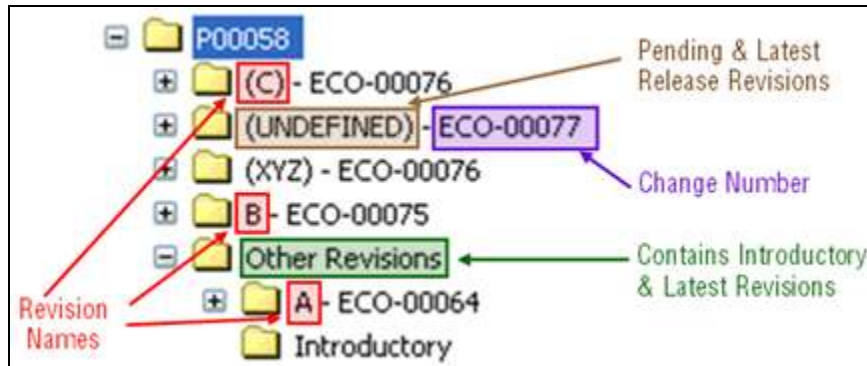 P00058
(C) - ECO-00076
(UNDEFINED) - ECO-00077
(XYZ) - ECO-00076
B - ECO-00075
Other Revisions
A - ECO-00064
Introductory
Pending & Latest
Release Revisions
Change Number
Contains Introductory
& Latest Revisions
Revision
Names